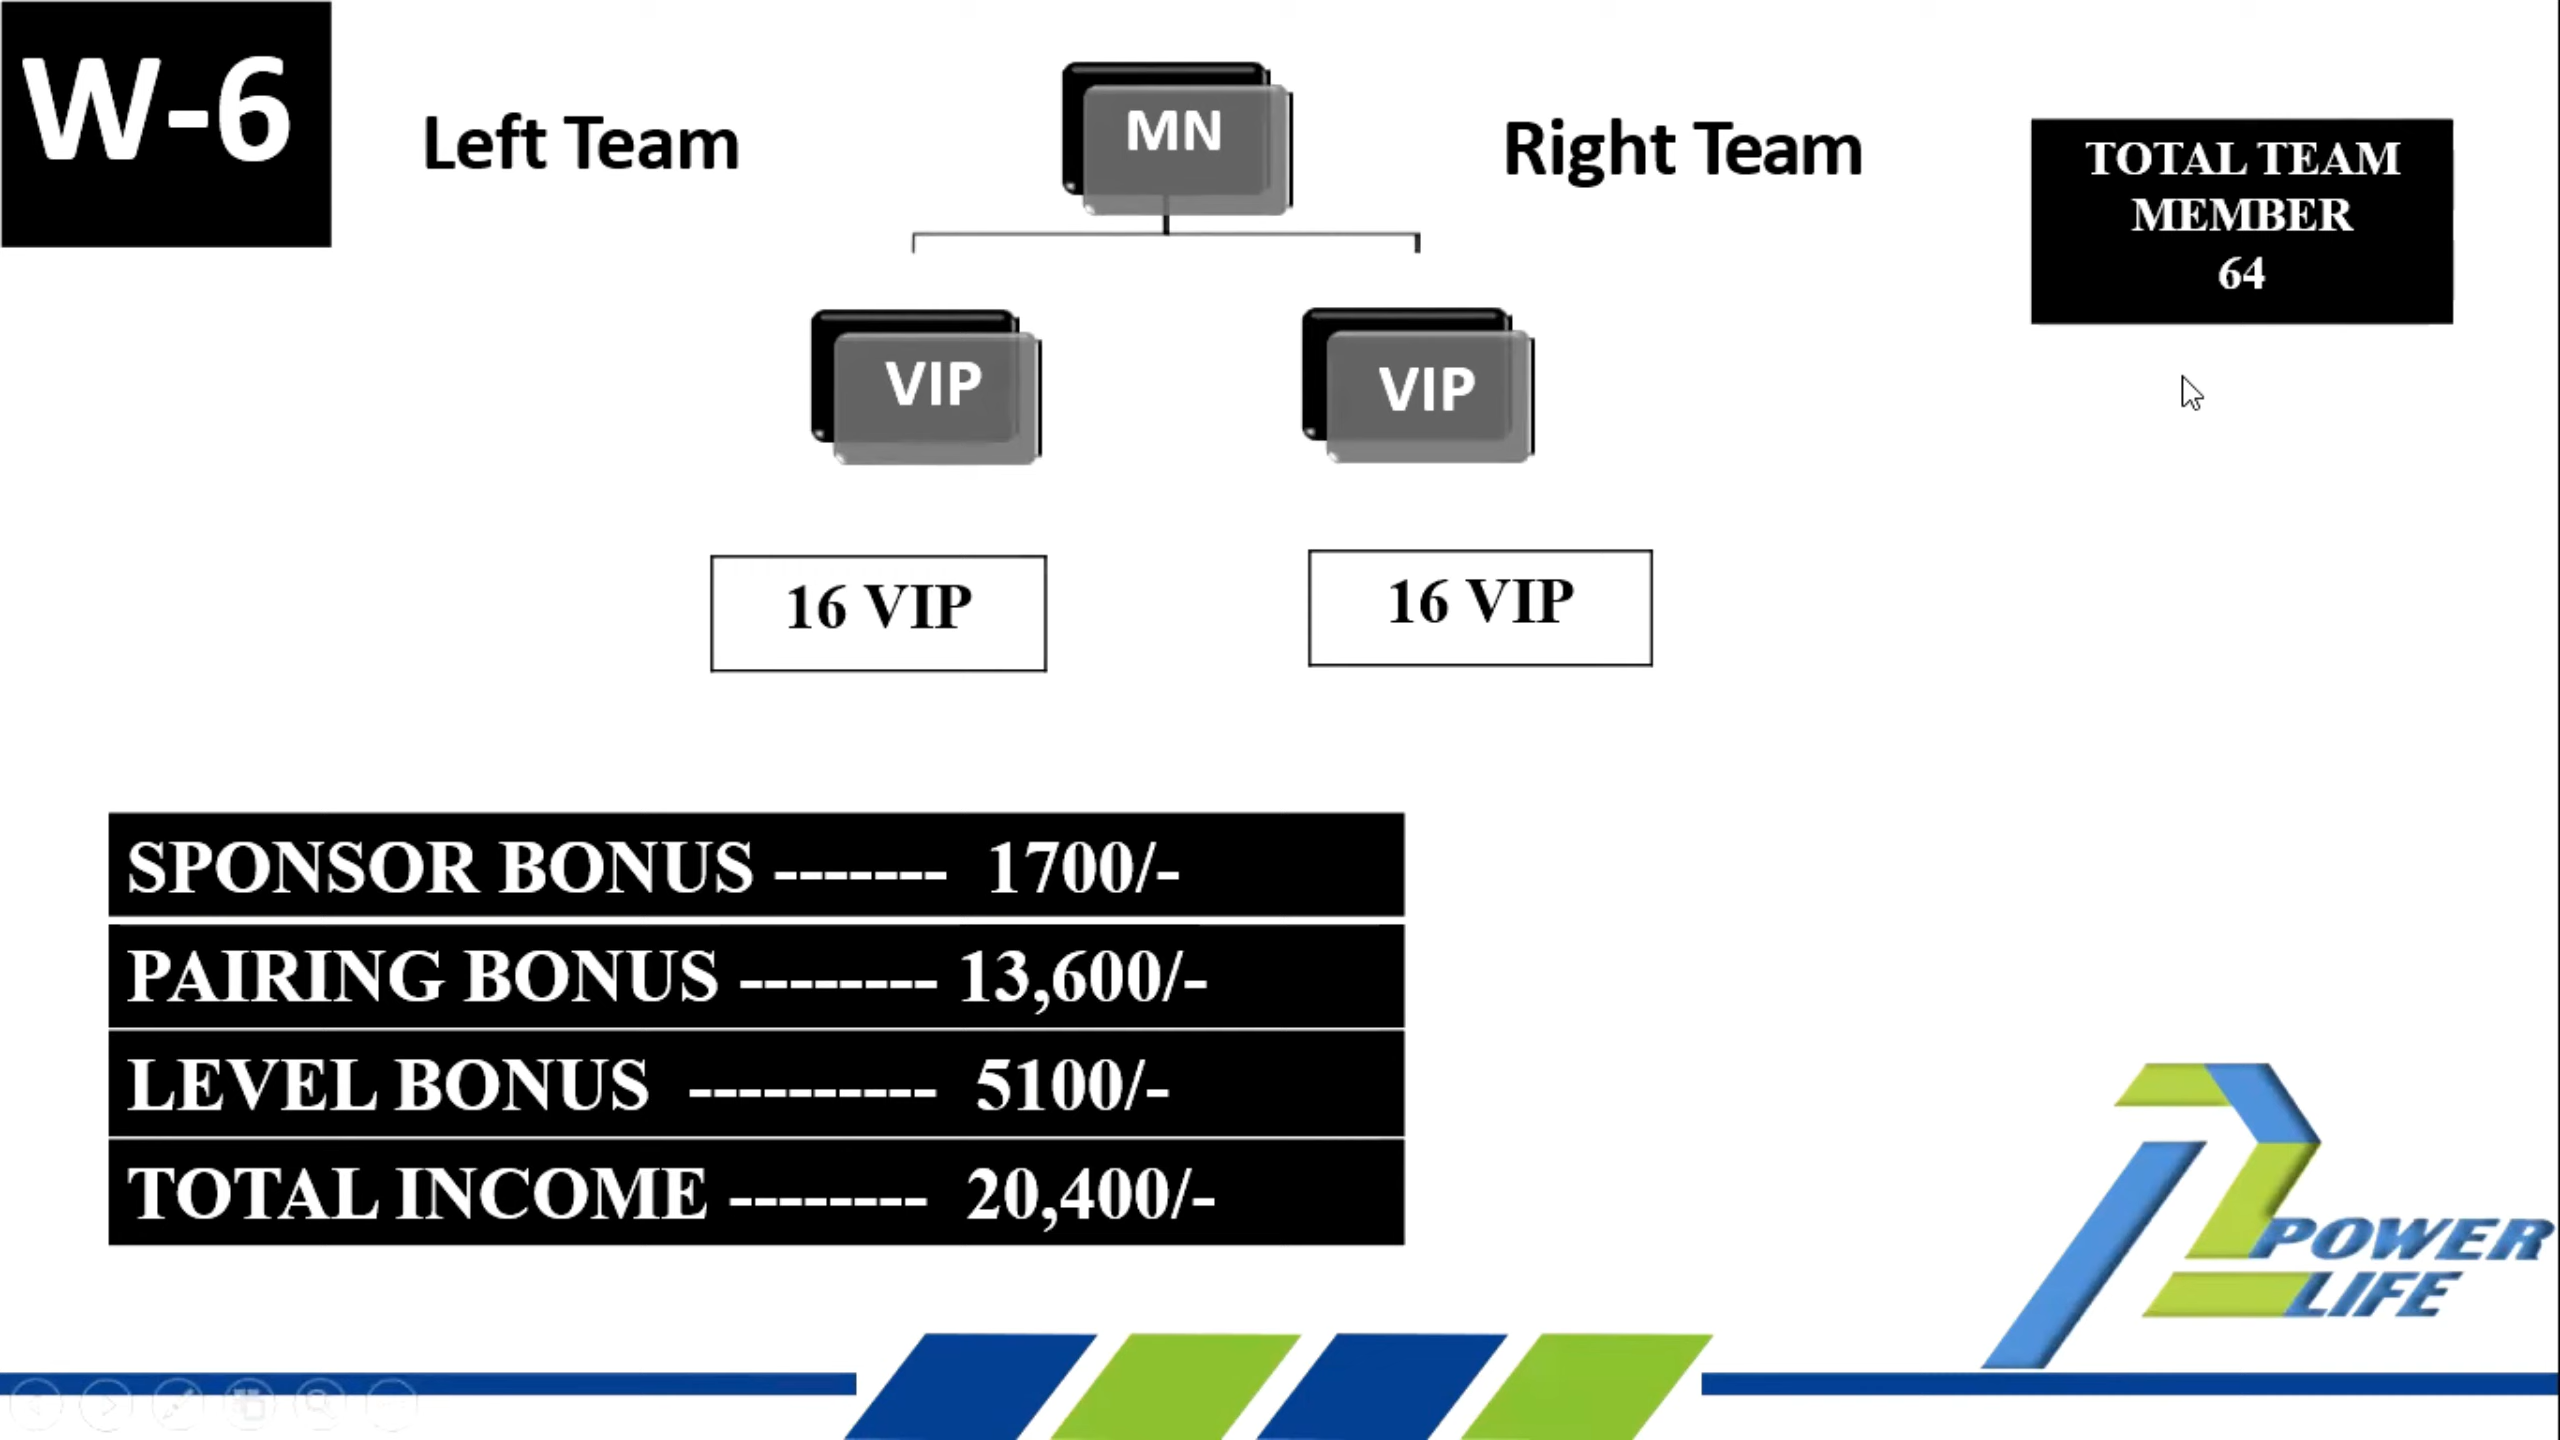 W-6
Left Team
MN
Right Team
TOTAL TEAM
MEMBER
64
VIP
VIP
16 VIP
16 VIP
SPONSOR BONUS ------- 1700/-
PAIRING BONUS -------- 13,600/-
LEVEL BONUS ---------- 5100/-
TOTAL INCOME -------- 20,400/-
POWER
LIFE